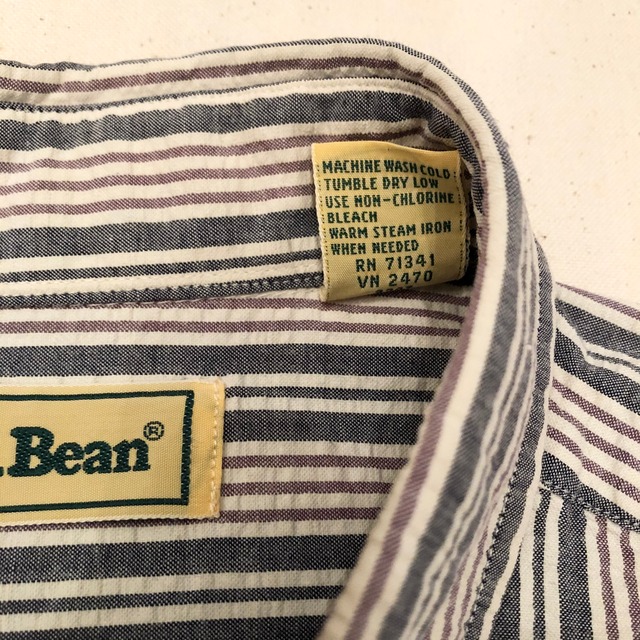 MACHINE WASH COLD
TUMBLE DRY LOW
USE NON-CHLORINE
BLEACH
WARM STEAM IRON
WHEN NEEDED
RN 71341
VN 2470
Bean®